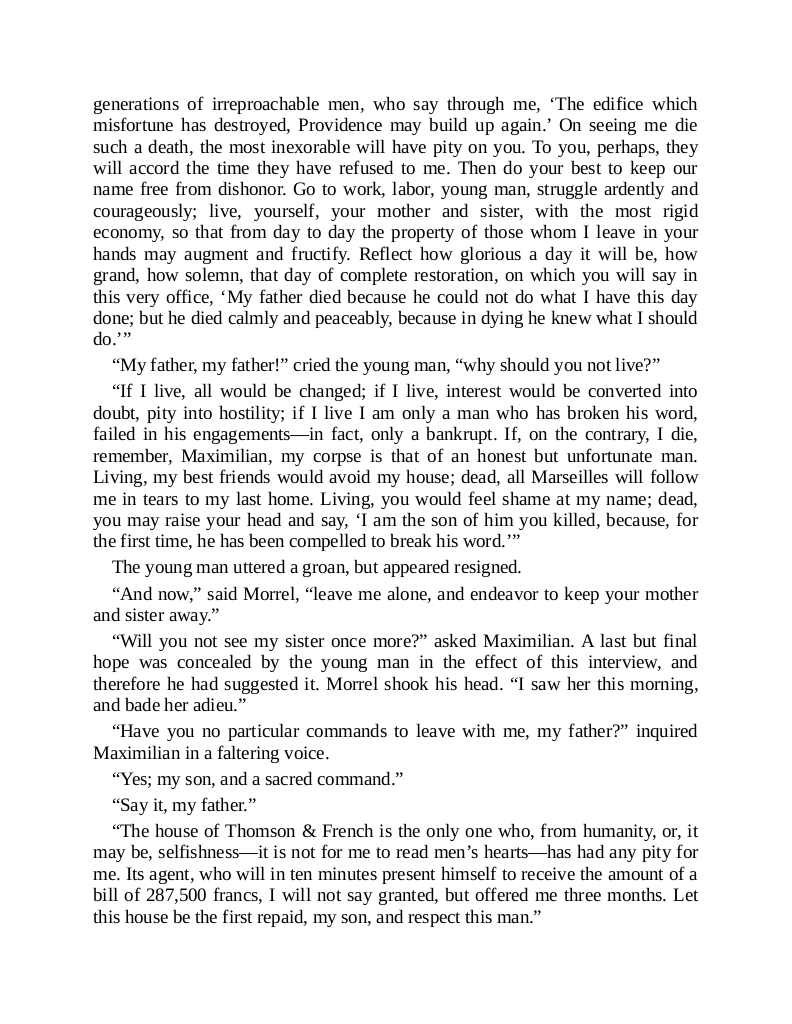 generations of irreproachable men, who say through me, ‘The edifice which
misfortune has destroyed, Providence may build up again.’ On seeing me die
such a death, the most inexorable will have pity on you. To you, perhaps, they
will accord the time they have refused to me. Then do your best to keep our
name free from dishonor. Go to work, labor, young man, struggle ardently and
courageously; live, yourself, your mother and sister, with the most rigid
economy, so that from day to day the property of those whom I leave in your
hands may augment and fructify. Reflect how glorious a day it will be, how
grand, how solemn, that day of complete restoration, on which you will say in
this very office, ‘My father died because he could not do what I have this day
done; but he died calmly and peaceably, because in dying he knew what I should
do.’”
“My father, my father!” cried the young man, “why should you not live?”
“If I live, all would be changed; if I live, interest would be converted into
doubt, pity into hostility; if I live I am only a man who has broken his word,
failed in his engagements—in fact, only a bankrupt. If, on the contrary, I die,
remember, Maximilian, my corpse is that of an honest but unfortunate man.
Living, my best friends would avoid my house; dead, all Marseilles will follow
me in tears to my last home. Living, you would feel shame at my name; dead,
you may raise your head and say, ‘I am the son of him you killed, because, for
the first time, he has been compelled to break his word.’”
The young man uttered a groan, but appeared resigned.
“And now,” said Morrel, “leave me alone, and endeavor to keep your mother
and sister away.”
“Will you not see my sister once more?” asked Maximilian. A last but final
hope was concealed by the young man in the effect of this interview, and
therefore he had suggested it. Morrel shook his head. “I saw her this morning,
and bade her adieu.”
“Have you no particular commands to leave with me, my father?” inquired
Maximilian in a faltering voice.
“Yes; my son, and a sacred command.”
“Say it, my father.”
“The house of Thomson & French is the only one who, from humanity, or, it
may be, selfishness—it is not for me to read men’s hearts—has had any pity for
me. Its agent, who will in ten minutes present himself to receive the amount of a
bill of 287,500 francs, I will not say granted, but offered me three months. Let
this house be the first repaid, my son, and respect this man.”